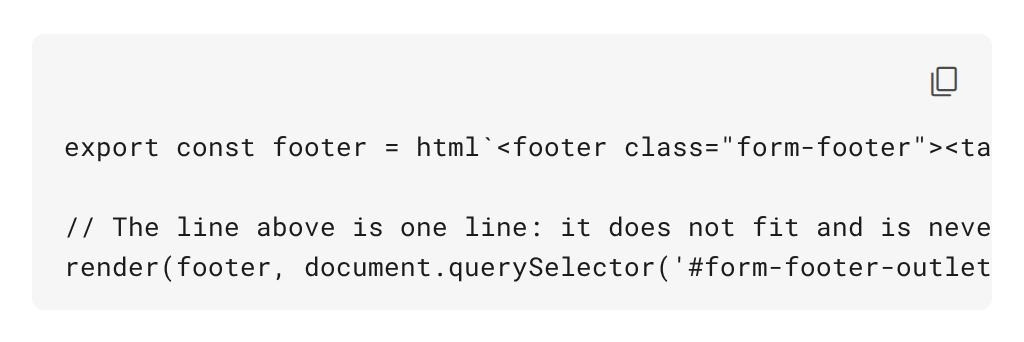 export const footer = html`<footer class="form-footer"><ta
// The line above is one line: it does not fit and is neve
render(footer, document.querySelector('#form-footer-outlet